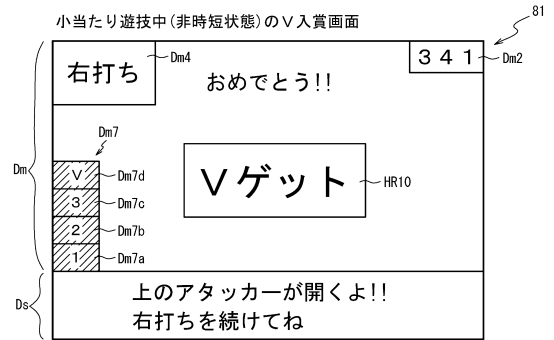 小当たり遊技中(非時短状態)のV入賞画面
81
右打ち
Dm4
おめでとう!!
341
Dm2
Dm
Dm7
V
Dm7d
3
Dm7c
2
Dm7b
1
Dm7a
Vゲット
HR10
Ds
上のアタッカーが開くよ!!
右打ちを続けてね